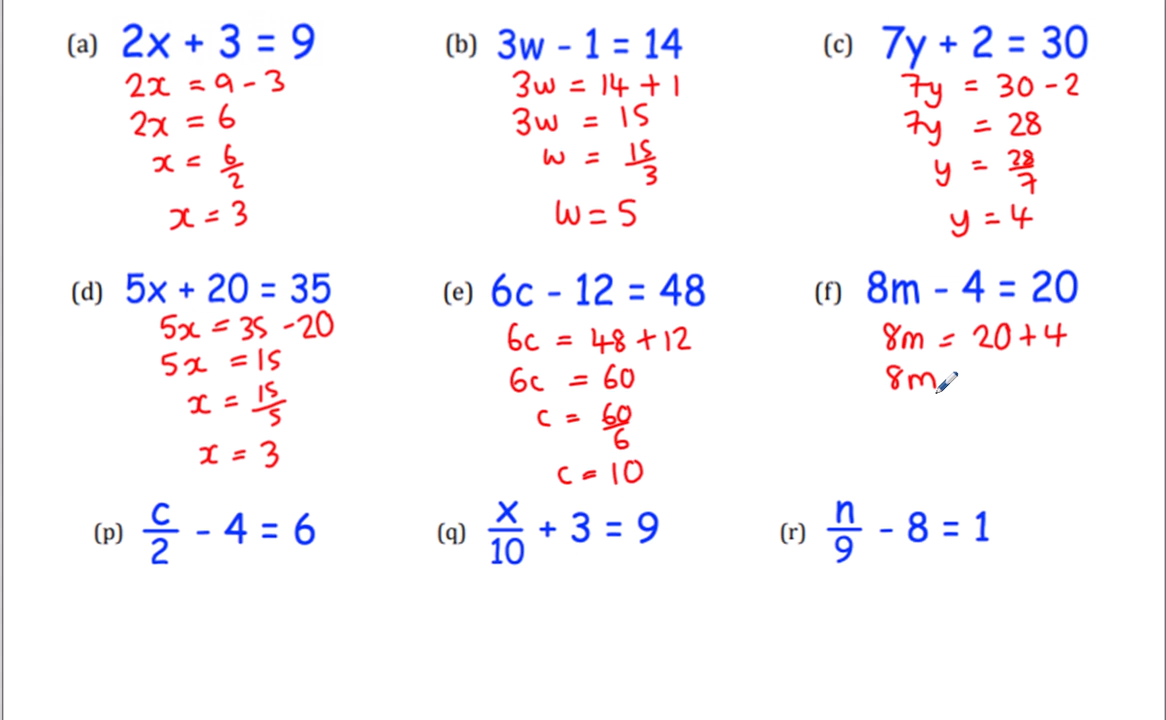 (a) 2x + 3 = 9
2x = 9 - 3
2x = 6
x = 6/2
x = 3
(b) 3w - 1 = 14
3w = 14 + 1
3w = 15
w = 15/3
w = 5
(c) 7y + 2 = 30
7y = 30 - 2
7y = 28
y = 28/7
y = 4
(d) 5x + 20 = 35
5x = 35 - 20
5x = 15
x = 15/5
x = 3
(e) 6c - 12 = 48
6c = 48 + 12
6c = 60
c = 60/6
c = 10
(f) 8m - 4 = 20
8m = 20 + 4
8m
(p) c/2 - 4 = 6
(q) x/10 + 3 = 9
(r) n/9 - 8 = 1